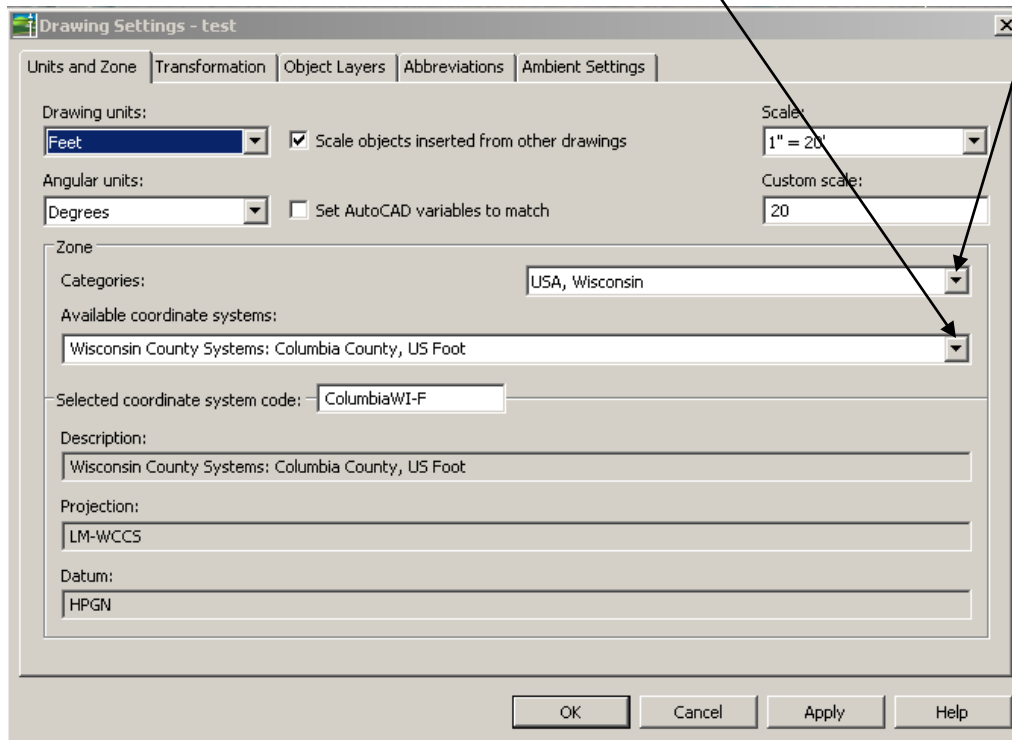 Drawing Settings - test
Units and Zone Transformation Object Layers Abbreviations Ambient Settings
Drawing units: Scale:
Feet Scale objects inserted from other drawings 1" = 20'
Angular units: Custom scale:
Degrees Set AutoCAD variables to match 20
Zone
Categories: USA, Wisconsin
Available coordinate systems:
Wisconsin County Systems: Columbia County, US Foot
Selected coordinate system code: ColumbiaWI-F
Description:
Wisconsin County Systems: Columbia County, US Foot
Projection:
LM-WCCS
Datum:
HPGN
OK Cancel Apply Help